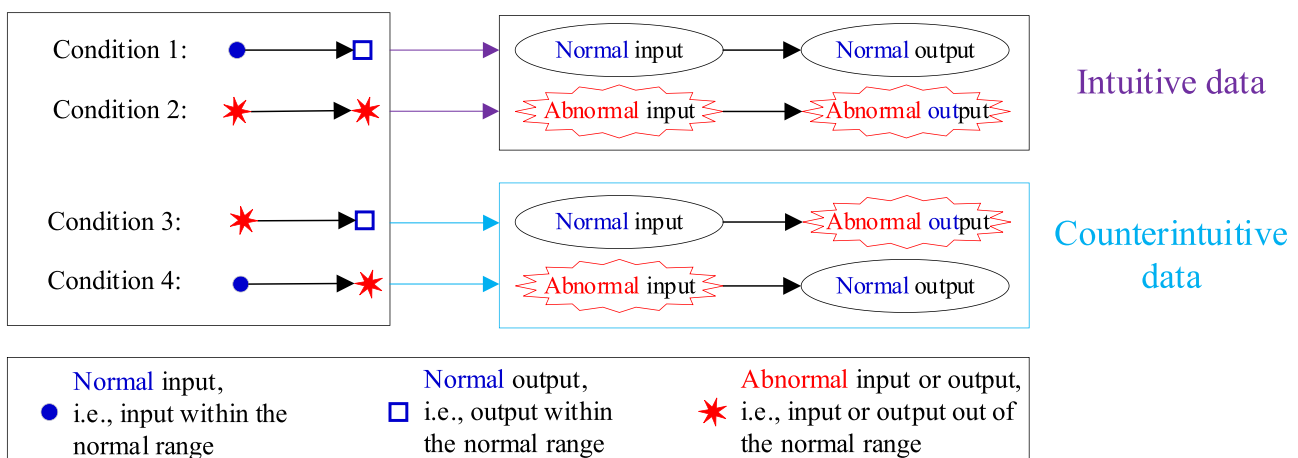 Condition 1:
Normal input
Normal output
Condition 2:
Abnormal input
Abnormal output
Intuitive data
Condition 3:
Normal input
Abnormal output
Condition 4:
Abnormal input
Normal output
Counterintuitive
data
Normal input,
i.e., input within the
normal range
Normal output,
i.e., output within
the normal range
Abnormal input or output,
i.e., input or output out of
the normal range